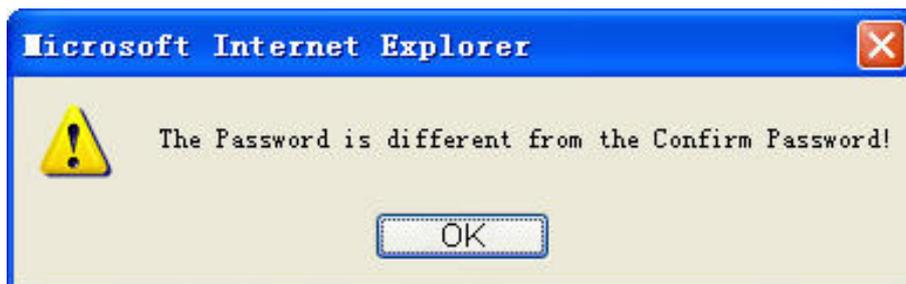 Microsoft Internet Explorer
The Password is different from the Confirm Password!
OK